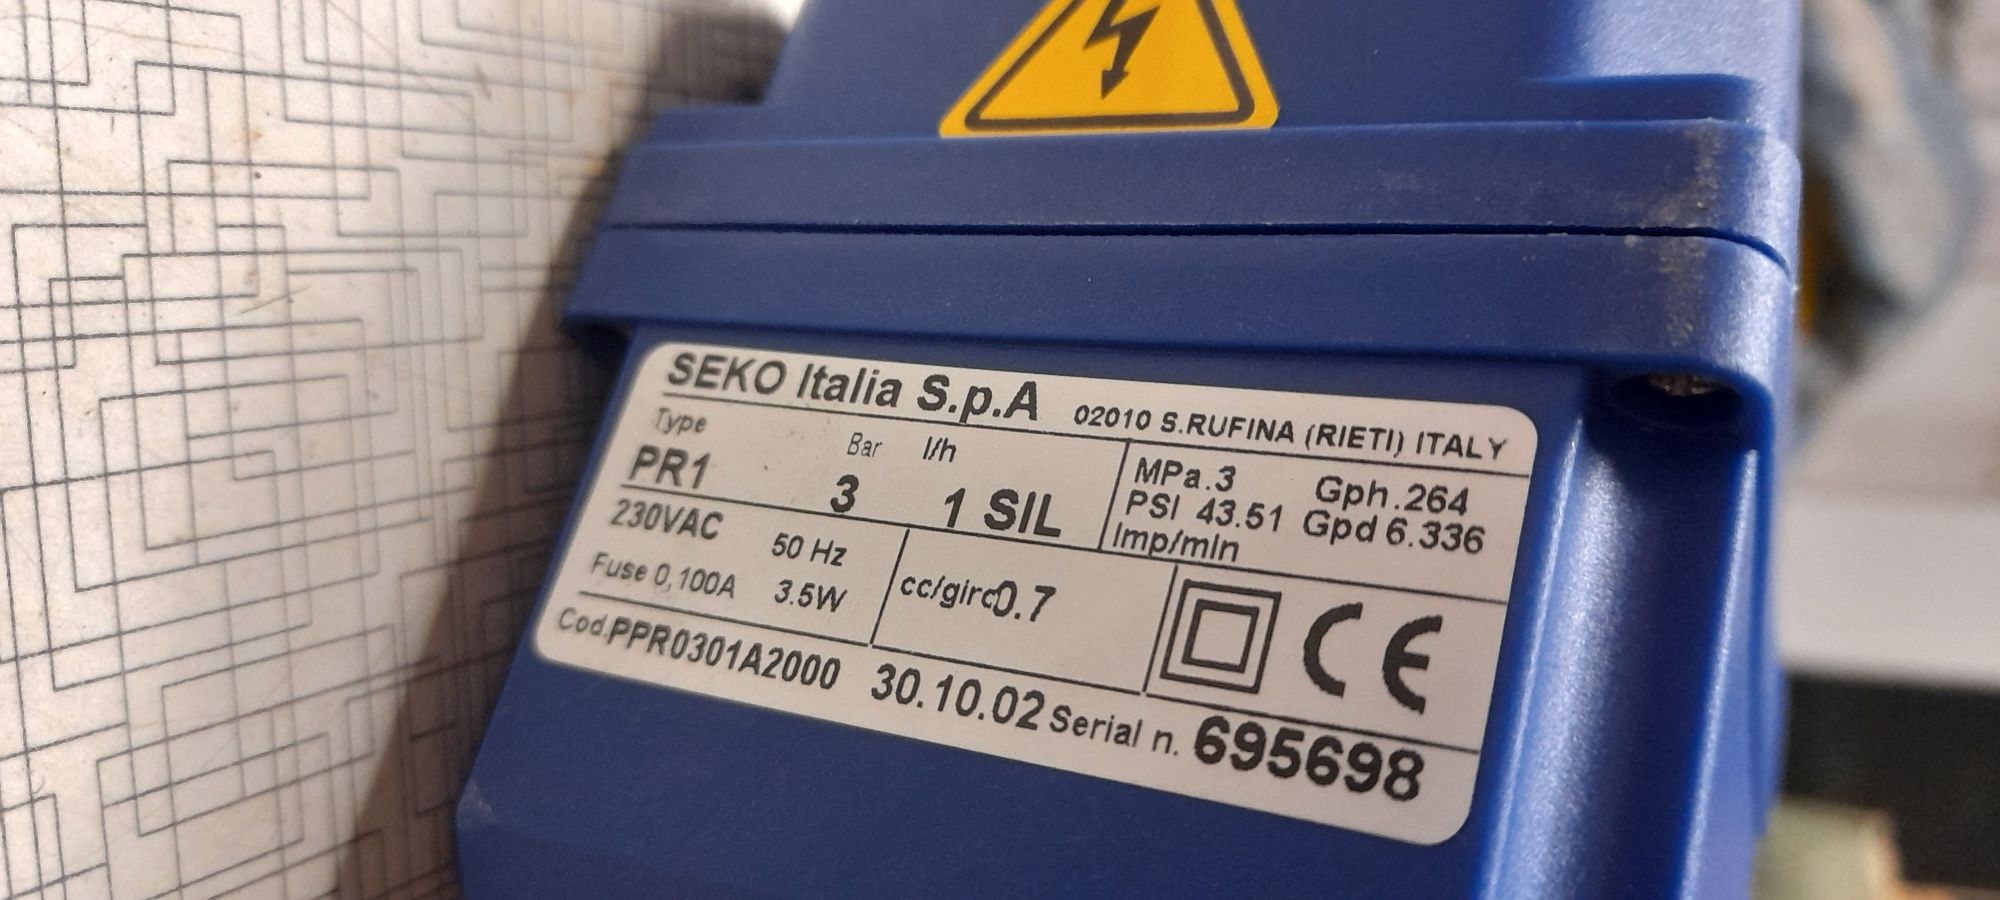 SEKO Italia S.p.A 02010 S.RUFINA (RIETI) ITALY
Type Bar l/h
PR1 3 1 SIL
MPa.3 Gph.264
PSI 43.51 Gpd 6.336
Imp/min
230VAC 50 Hz
Fuse 0,100A 3.5W
cc/giro0.7
CE
Cod.PPR0301A2000 30.10.02 Serial n. 695698